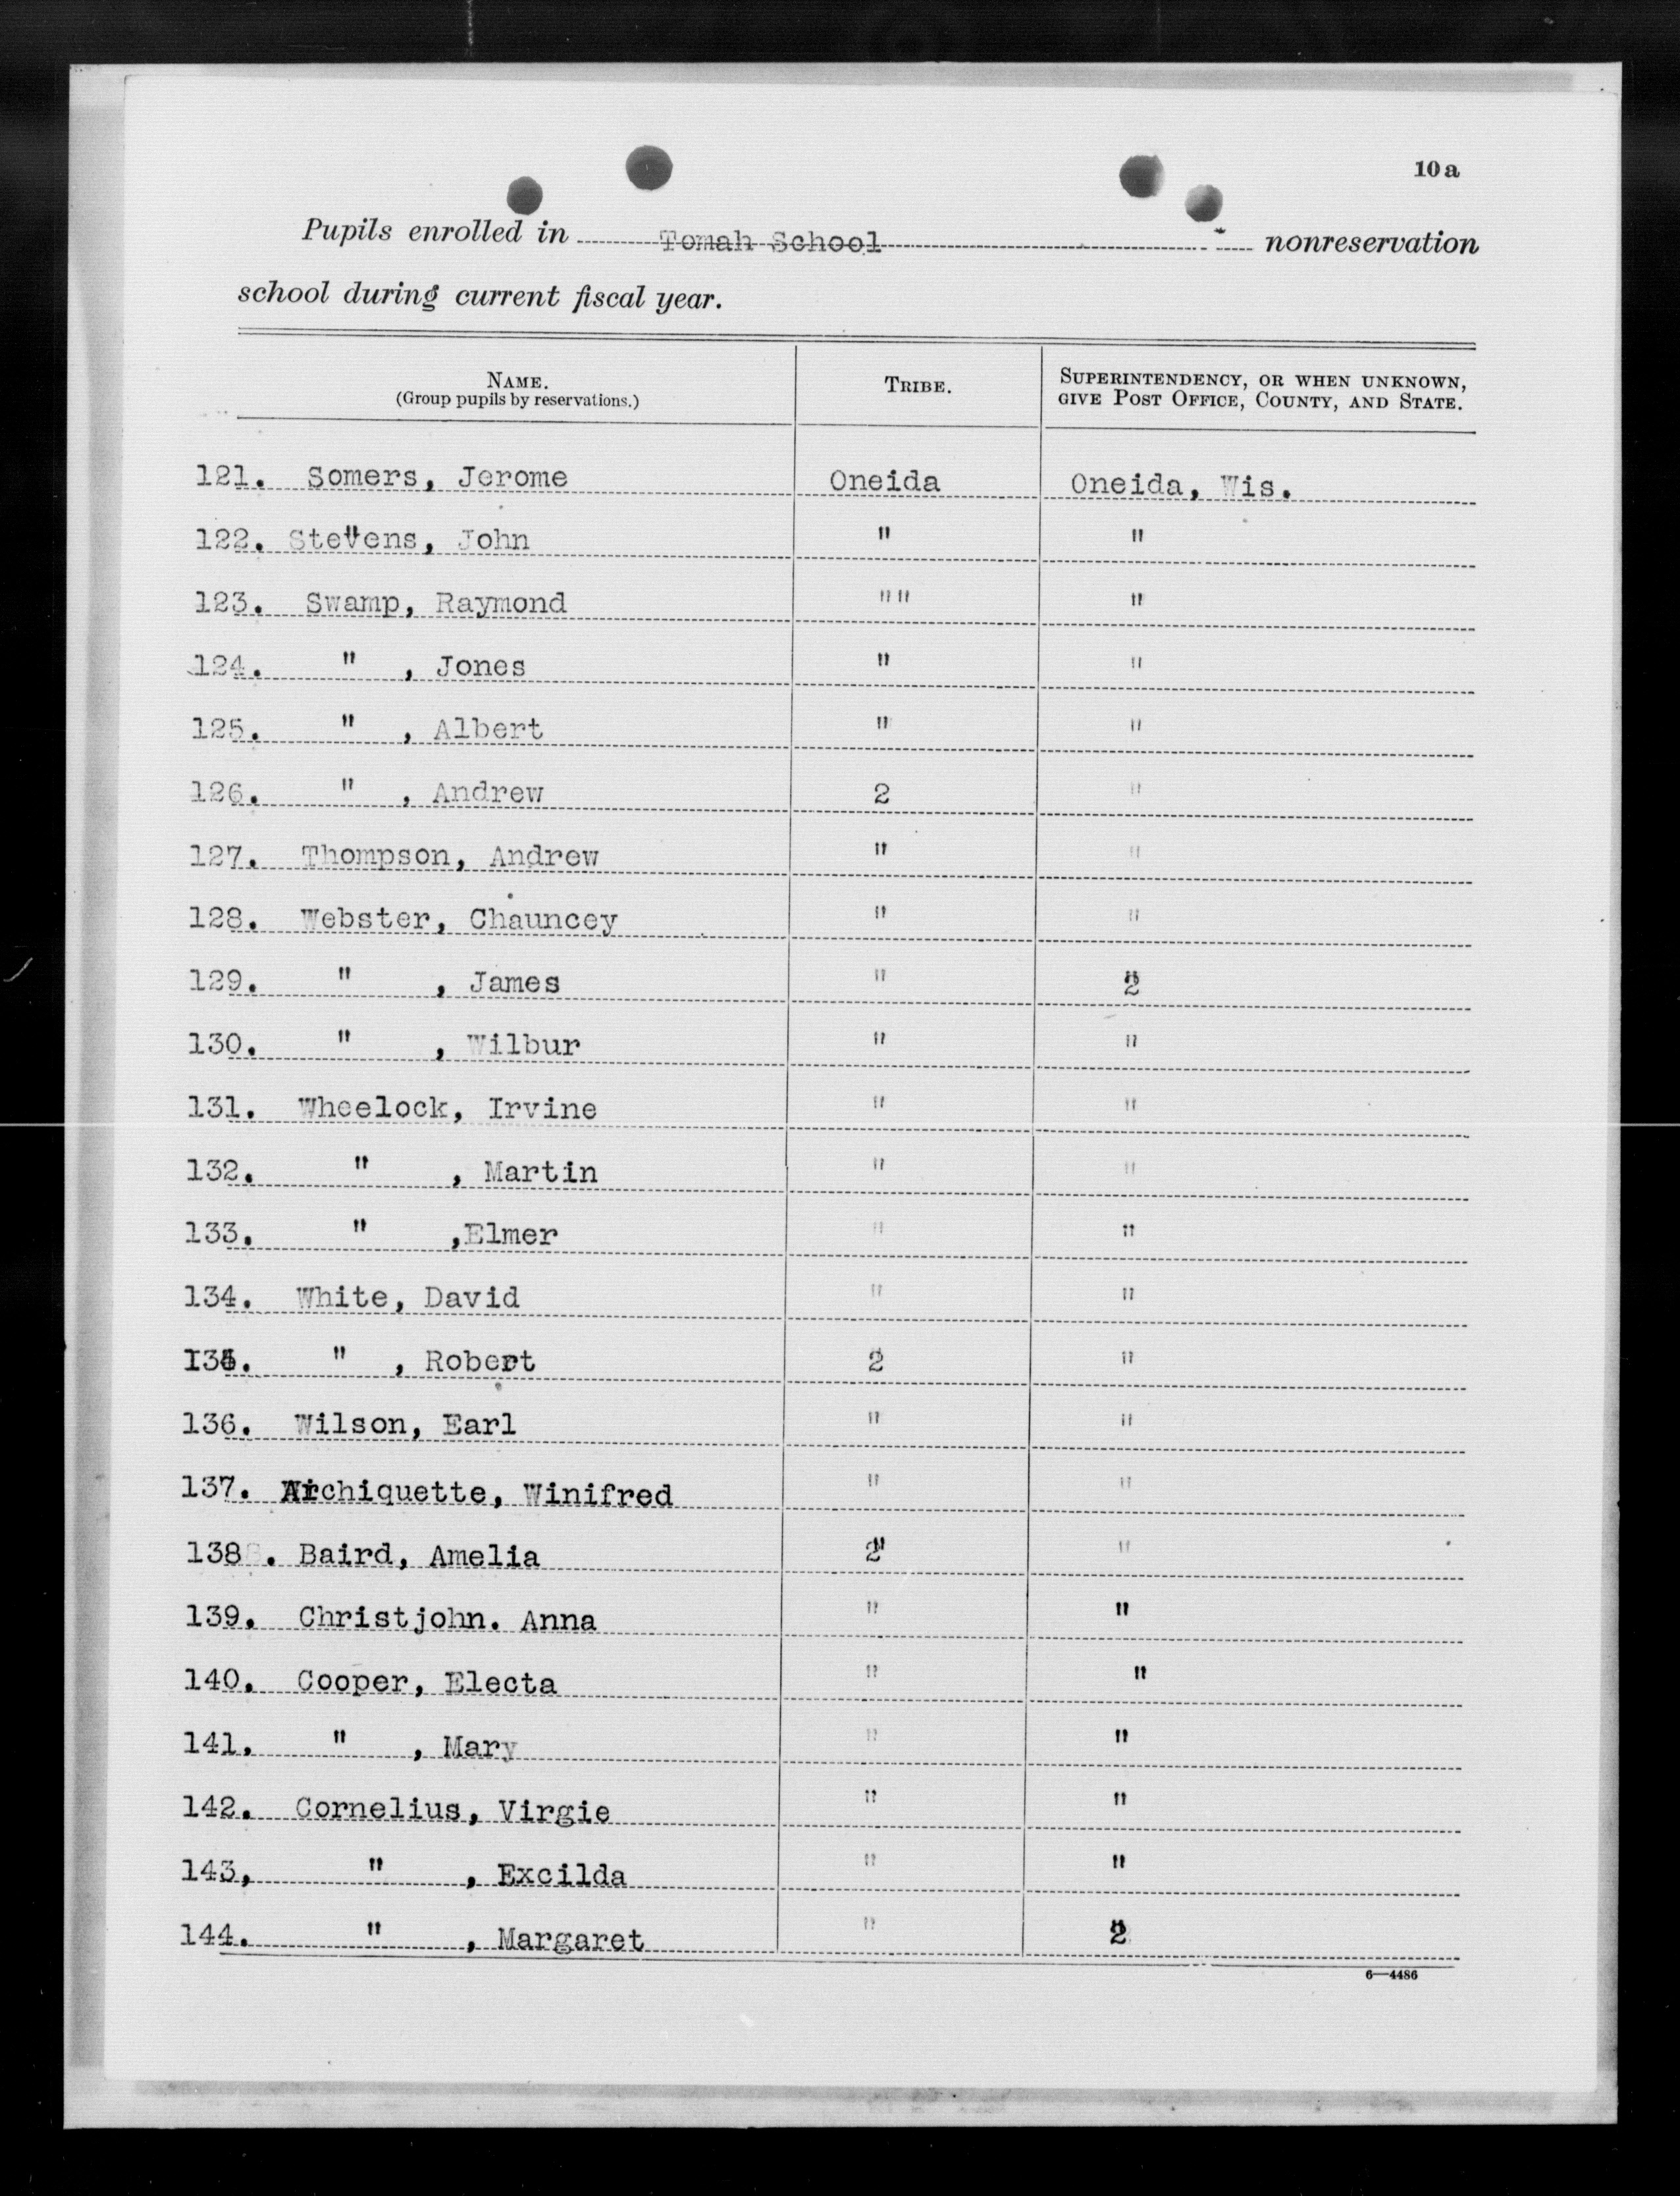 10 a
Pupils enrolled in Tomah School nonreservation
school during current fiscal year.
NAME. (Group pupils by reservations.) TRIBE. SUPERINTENDENCY, OR WHEN UNKNOWN, GIVE POST OFFICE, COUNTY, AND STATE.
121. Somers, Jerome Oneida Oneida, Wis.
122. Stevens, John " "
123. Swamp, Raymond "" "
124. " , Jones " "
125. " , Albert " "
126. " , Andrew 2 "
127. Thompson, Andrew " "
128. Webster, Chauncey " "
129. " , James " 2
130. " , Wilbur " "
131. Wheelock, Irvine " "
132. " , Martin " "
133. " ,Elmer " "
134. White, David " "
135. " , Robert 2 "
136. Wilson, Earl " "
137. Archiquette, Winifred " "
138. Baird, Amelia 2 "
139. Christjohn. Anna " "
140. Cooper, Electa " "
141. " , Mary " "
142. Cornelius, Virgie " "
143, " , Excilda " "
144. " , Margaret " 2
6—4486